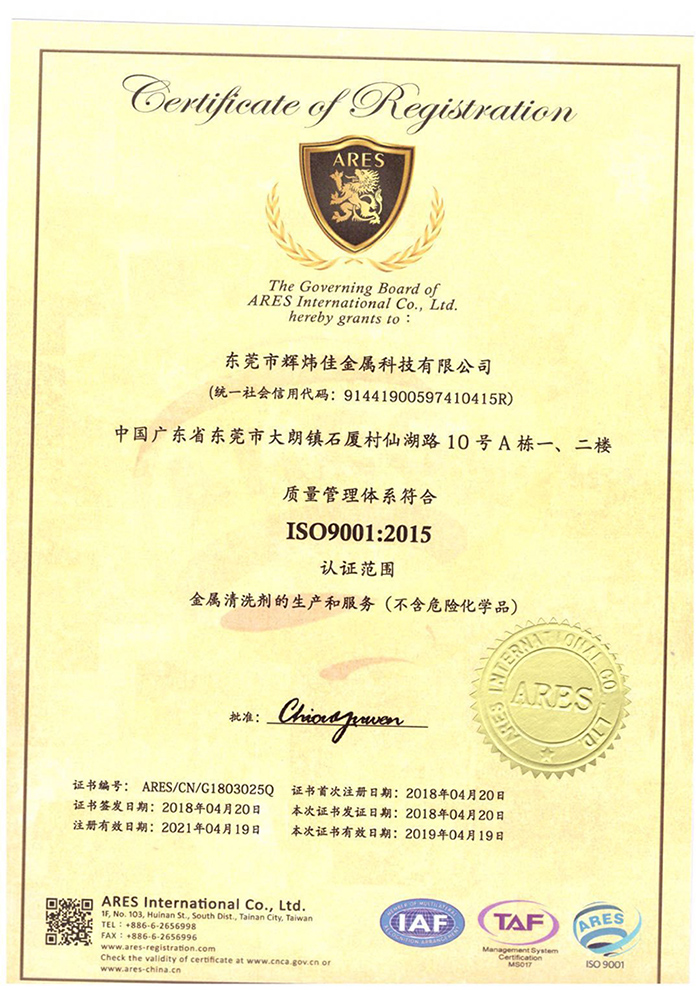 Certificate of Registration
ARES
The Governing Board of
ARES International Co., Ltd.
hereby grants to：
东莞市辉炜佳金属科技有限公司
(统一社会信用代码：91441900597410415R)
中国广东省东莞市大朗镇石厦村仙湖路 10 号 A 栋一、二楼
质量管理体系符合
ISO9001:2015
认证范围
金属清洗剂的生产和服务（不含危险化学品）
ARES INTERNATIONAL CO., LTD
ARES
批准：
证书编号： ARES/CN/G1803025Q 证书首次注册日期：2018年04月20日
证书签发日期：2018年04月20日 本次证书发证日期：2018年04月20日
注册有效日期：2021年04月19日 本次证书有效日期：2019年04月19日
ARES International Co., Ltd.
1F, No. 103, Huinan St., South Dist., Tainan City, Taiwan
TEL：+886-6-2656998
FAX：+886-6-2656996
www.ares-registration.com
Check the validity of certificate at www.cnca.gov.cn or
www.ares-china.cn
MEMBER OF MULTILATERAL
IAF
RECOGNITION ARRANGEMENT
TAF
Management System
Certification
MS017
ARES
ISO 9001